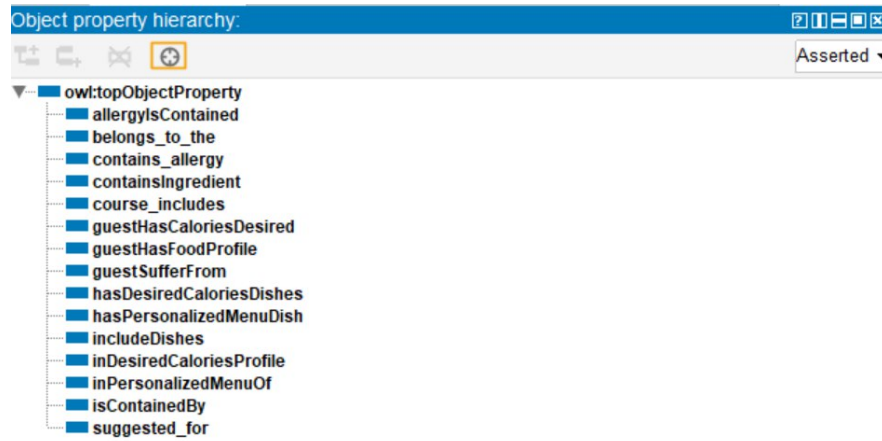 Object property hierarchy:
Asserted
owl:topObjectProperty
allergyIsContained
belongs_to_the
contains_allergy
containsIngredient
course_includes
guestHasCaloriesDesired
guestHasFoodProfile
guestSufferFrom
hasDesiredCaloriesDishes
hasPersonalizedMenuDish
includeDishes
inDesiredCaloriesProfile
inPersonalizedMenuOf
isContainedBy
suggested_for